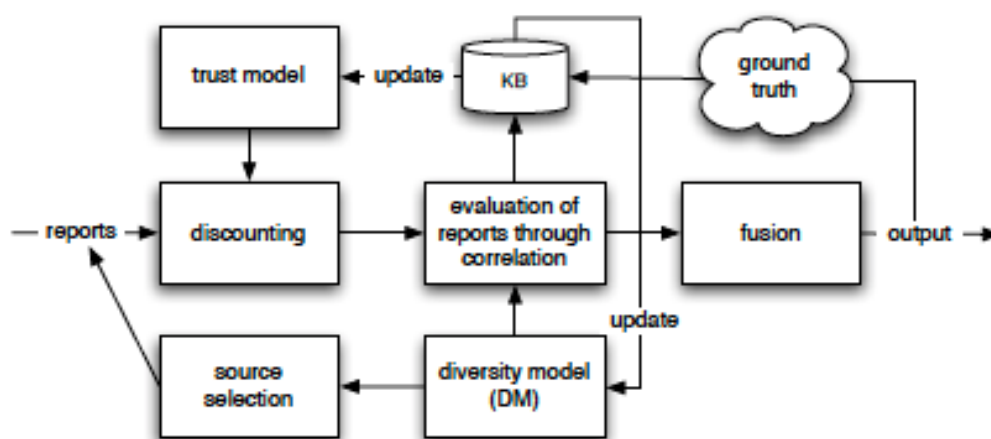 trust model
update
KB
ground
truth
reports
discounting
evaluation of
reports through
correlation
fusion
output
update
source
selection
diversity model
(DM)